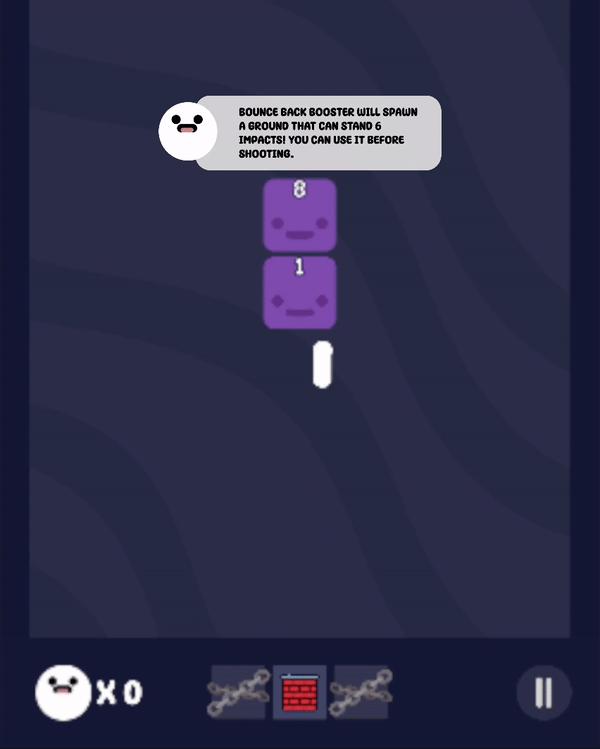 BOUNCE BACK BOOSTER WILL SPAWN
A GROUND THAT CAN STAND 6
IMPACTS! YOU CAN USE IT BEFORE
SHOOTING.
8
1
X 0